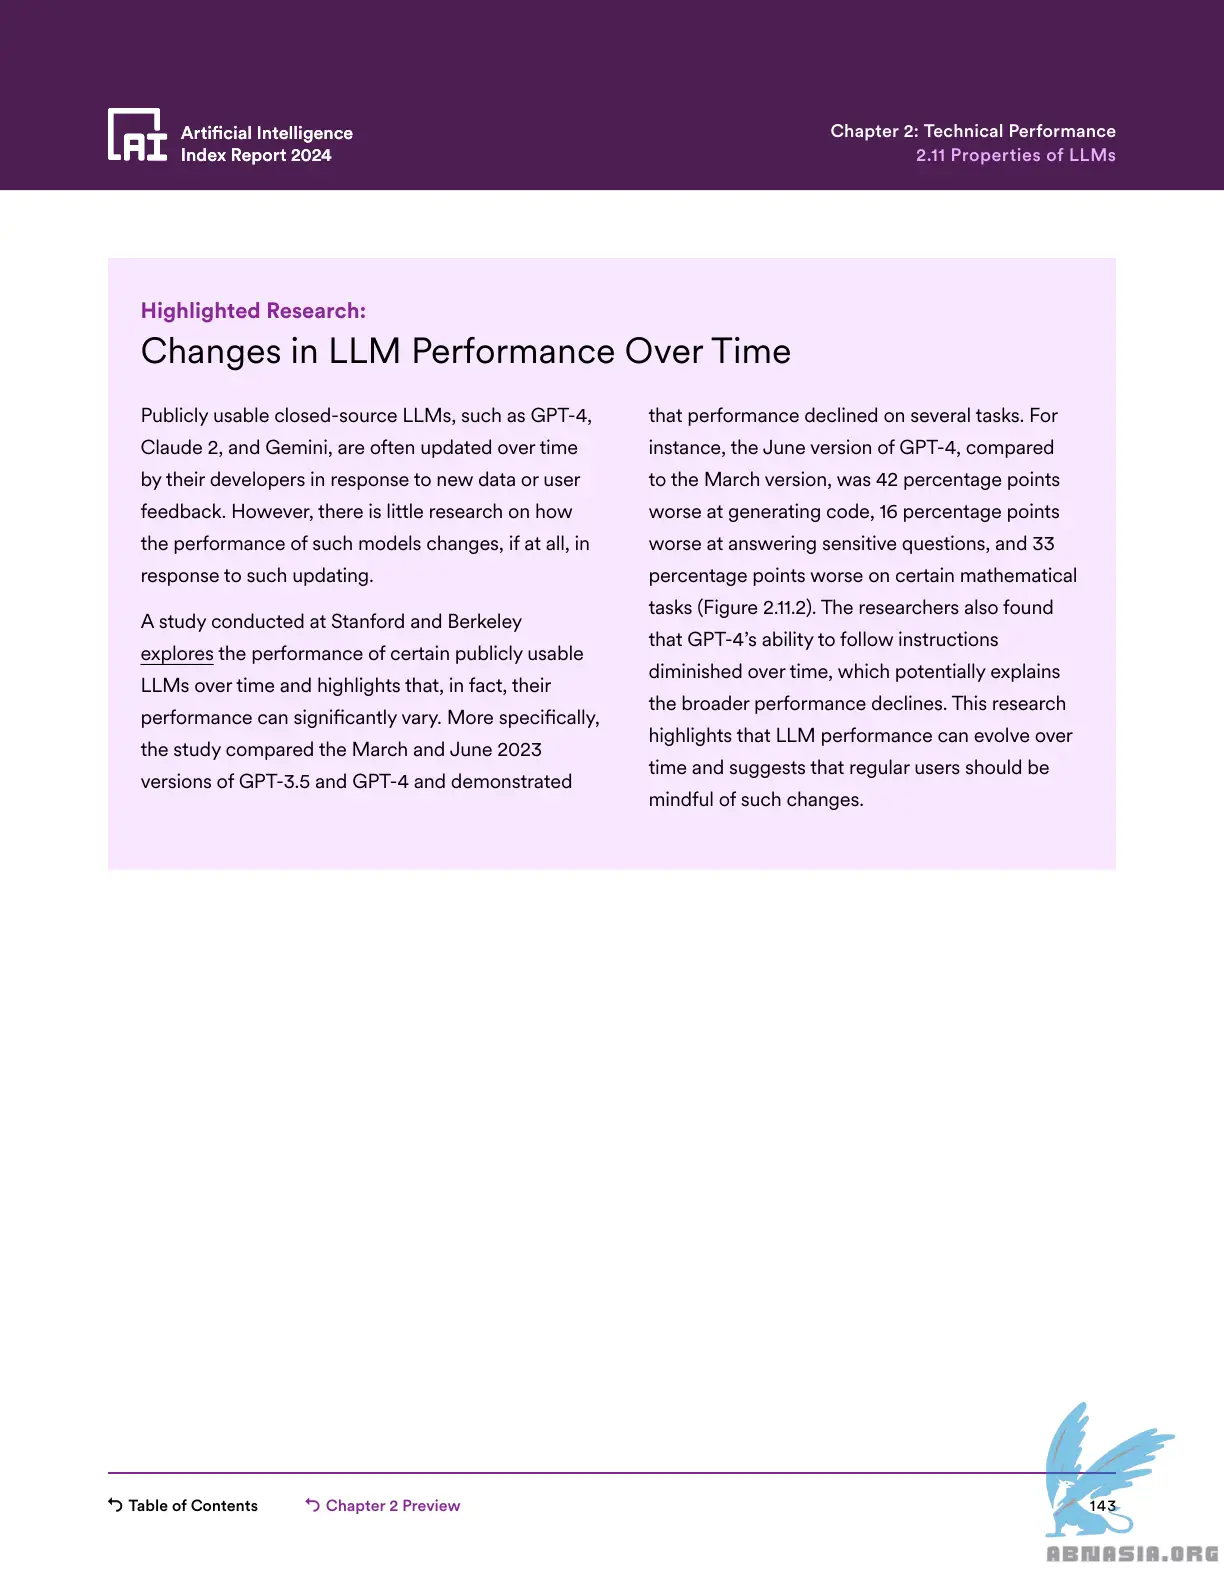 AI
Artificial Intelligence
Index Report 2024
Chapter 2: Technical Performance
2.11 Properties of LLMs
Highlighted Research:
Changes in LLM Performance Over Time
Publicly usable closed-source LLMs, such as GPT-4,
Claude 2, and Gemini, are often updated over time
by their developers in response to new data or user
feedback. However, there is little research on how
the performance of such models changes, if at all, in
response to such updating.
A study conducted at Stanford and Berkeley
explores the performance of certain publicly usable
LLMs over time and highlights that, in fact, their
performance can significantly vary. More specifically,
the study compared the March and June 2023
versions of GPT-3.5 and GPT-4 and demonstrated
that performance declined on several tasks. For
instance, the June version of GPT-4, compared
to the March version, was 42 percentage points
worse at generating code, 16 percentage points
worse at answering sensitive questions, and 33
percentage points worse on certain mathematical
tasks (Figure 2.11.2). The researchers also found
that GPT-4’s ability to follow instructions
diminished over time, which potentially explains
the broader performance declines. This research
highlights that LLM performance can evolve over
time and suggests that regular users should be
mindful of such changes.
Table of Contents
Chapter 2 Preview
143
ABNASIA.ORG